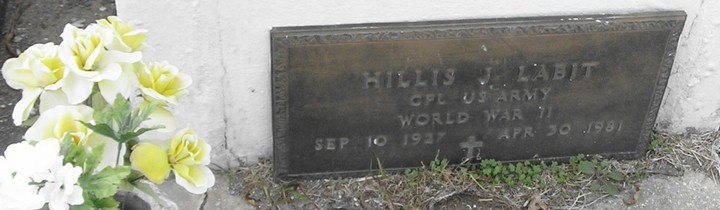 HILLIS J. LABIT
CPL US ARMY
WORLD WAR II
SEP 10 1927 APR 30 1981